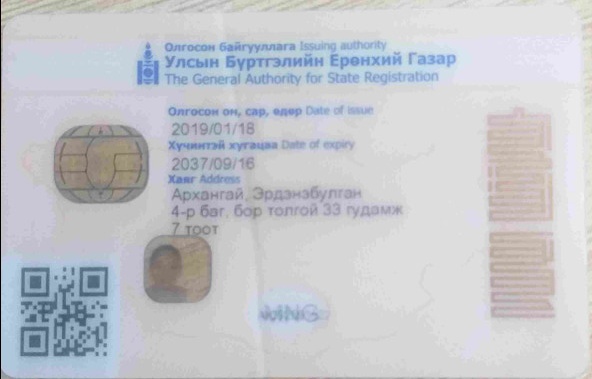 Олгосон байгууллага Issuing authority
Улсын Бүртгэлийн Ерөнхий Газар
The General Authority for State Registration
Олгосон он, сар, өдөр Date of issue
2019/01/18
Хүчинтэй хугацаа Date of expiry
2037/09/16
Хаяг Address
Архангай, Эрдэнэбулган
4-р баг, бор толгой 33 гудамж
7 тоот
MNG